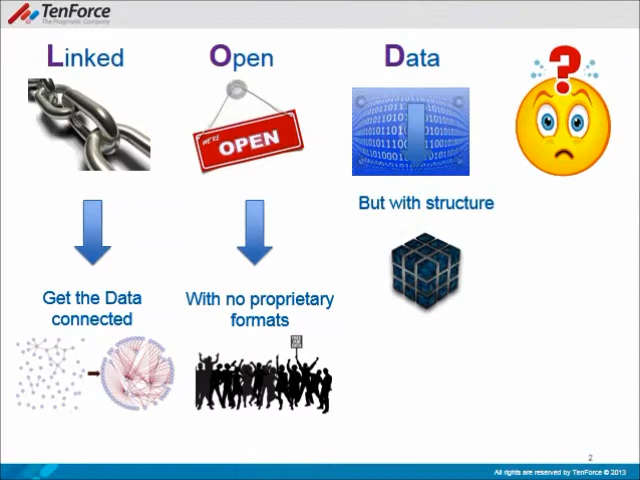 TenForce
The Pragmatic Company
Linked
Open
Data
WE'RE
OPEN
But with structure
Get the Data
connected
With no proprietary
formats
2
All rights are reserved by TenForce © 2013